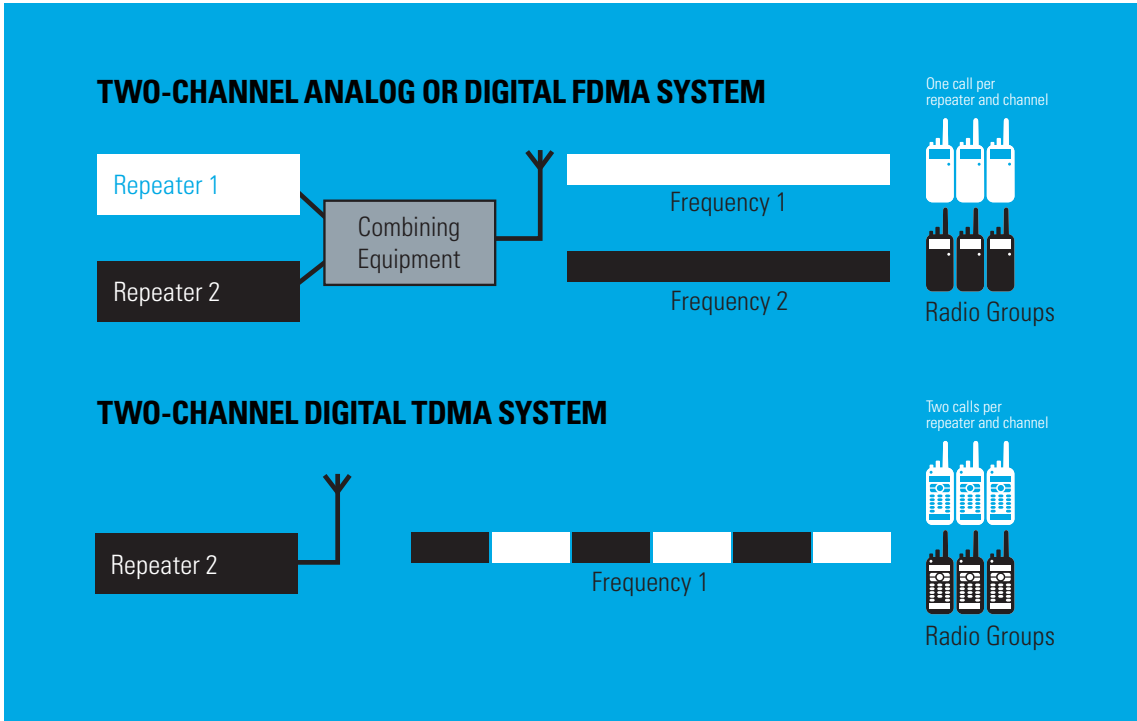 TWO-CHANNEL ANALOG OR DIGITAL FDMA SYSTEM
One call per
repeater and channel
Repeater 1
Combining
Equipment
Repeater 2
Frequency 1
Frequency 2
Radio Groups
TWO-CHANNEL DIGITAL TDMA SYSTEM
Two calls per
repeater and channel
Repeater 2
Frequency 1
Radio Groups